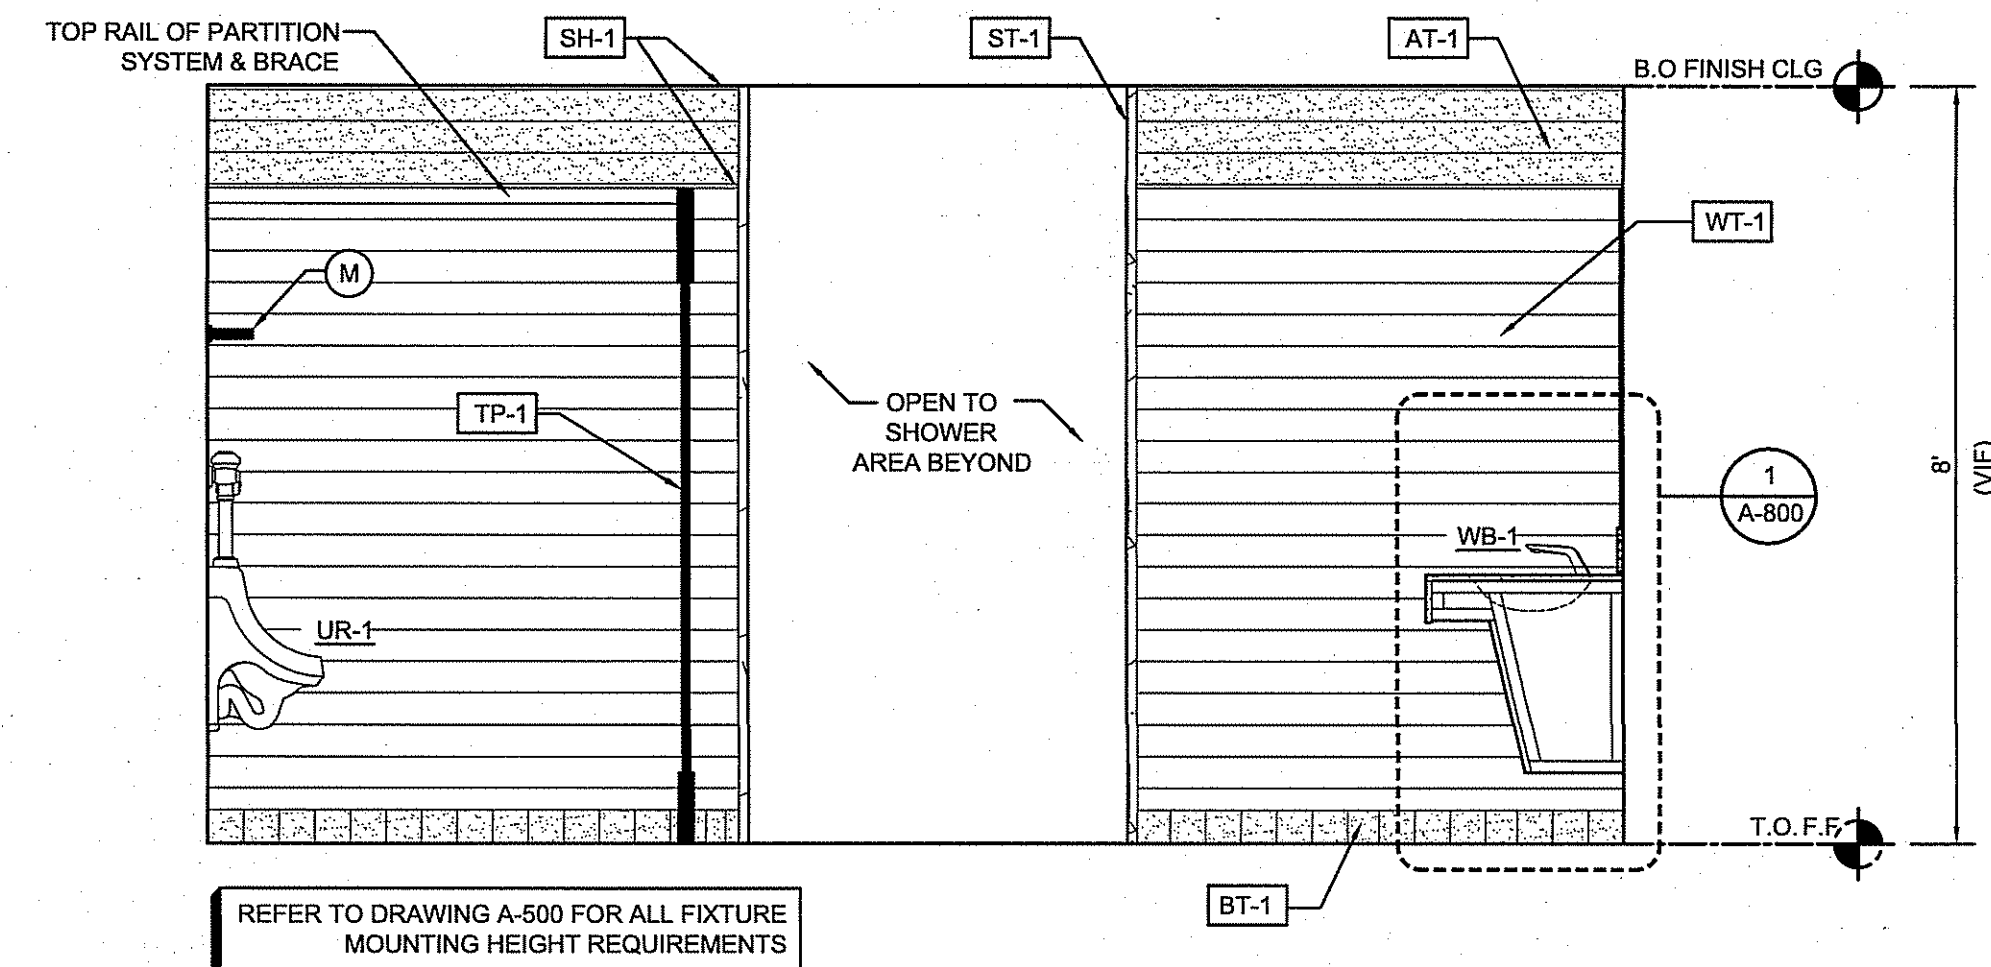 TOP RAIL OF PARTITION
SYSTEM & BRACE
SH-1
ST-1
AT-1
B.O FINISH CLG
WT-1
M
TP-1
OPEN TO
SHOWER
AREA BEYOND
8'
(VIF)
1
A-800
WB-1
UR-1
T.O. F.F.
BT-1
REFER TO DRAWING A-500 FOR ALL FIXTURE
MOUNTING HEIGHT REQUIREMENTS